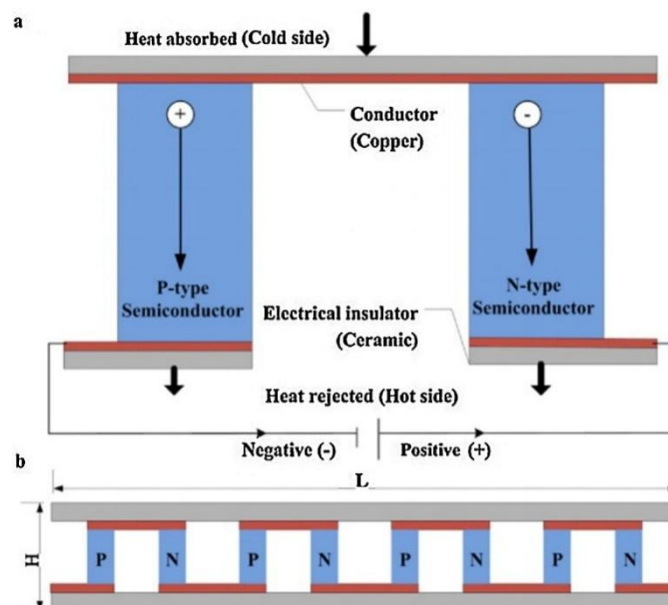 a
Heat absorbed (Cold side)
+
-
Conductor
(Copper)
P-type
Semiconductor
N-type
Semiconductor
Electrical insulator
(Ceramic)
Heat rejected (Hot side)
Negative (-)
Positive (+)
b
L
H
P
N
P
N
P
N
P
N